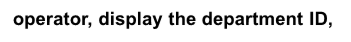 operator, display the department ID,